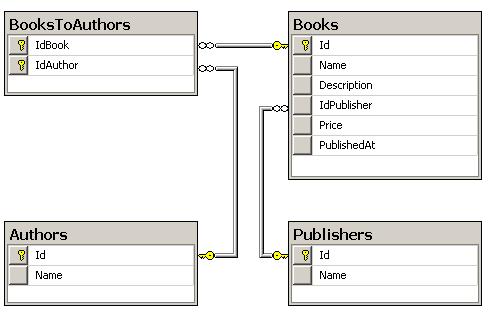 BooksToAuthors
IdBook
IdAuthor
Books
Id
Name
Description
IdPublisher
Price
PublishedAt
Authors
Id
Name
Publishers
Id
Name